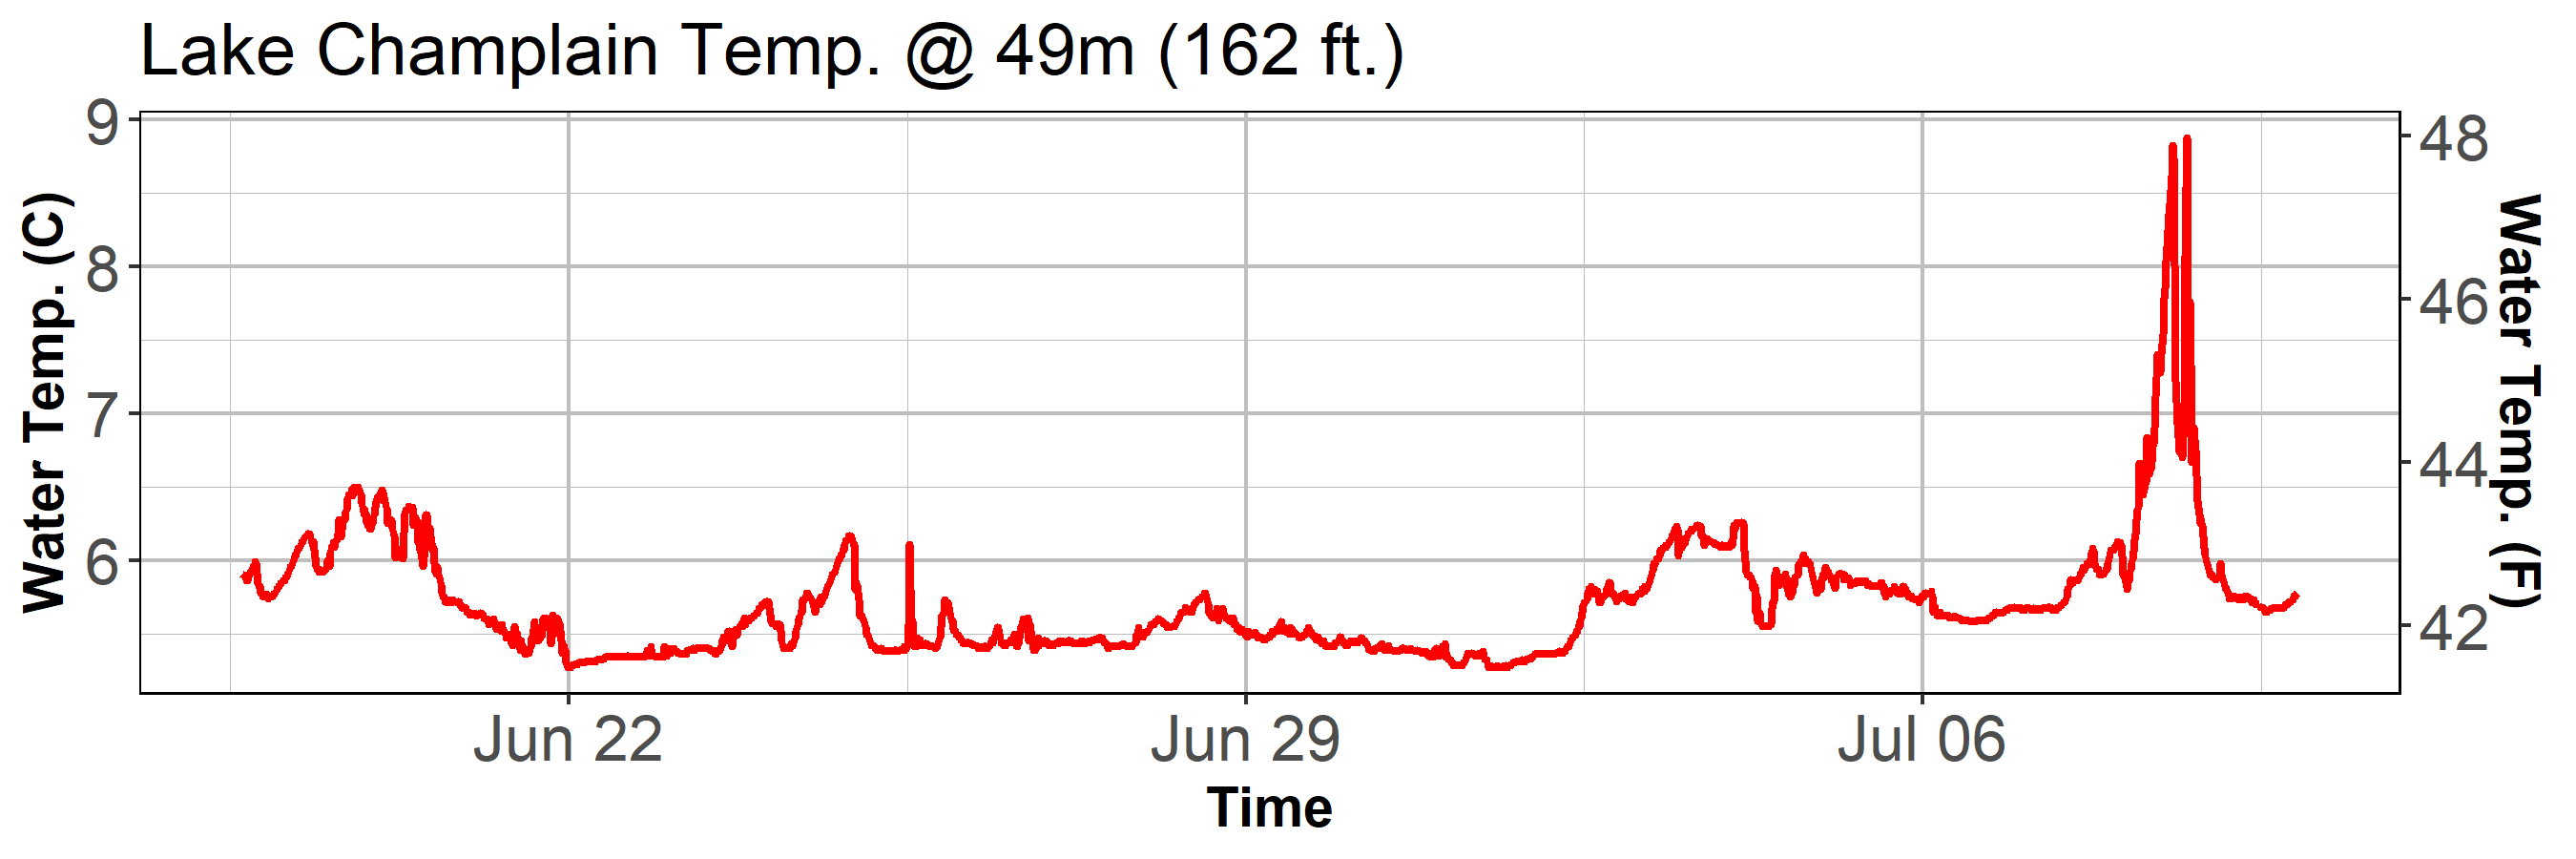 Lake Champlain Temp. @ 49m (162 ft.)
Water Temp. (C)
9
8
7
6
48
46
44
42
Water Temp. (F)
Jun 22
Jun 29
Jul 06
Time